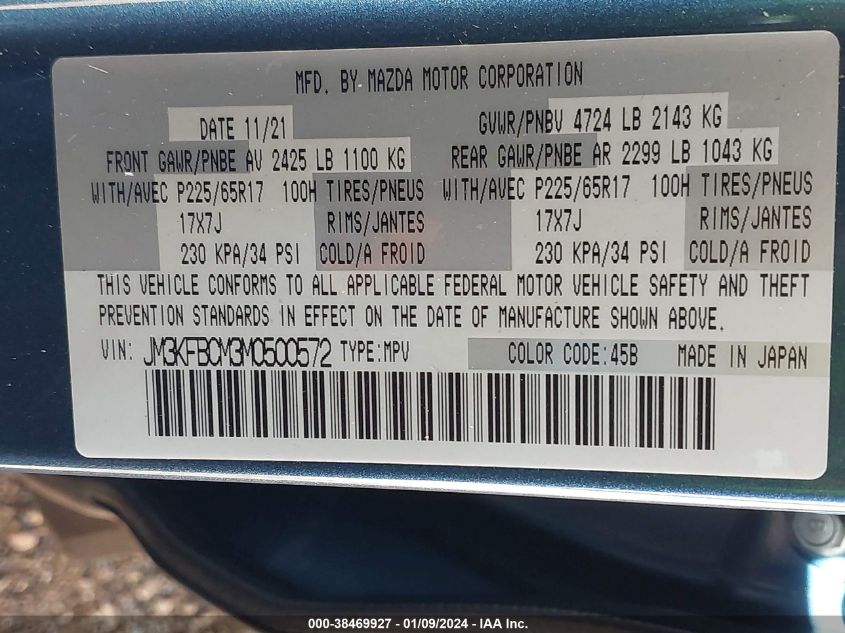 MFD. BY MAZDA MOTOR CORPORATION
DATE 11/21 GVWR/PNBV 4724 LB 2143 KG
FRONT GAWR/PNBE AV 2425 LB 1100 KG REAR GAWR/PNBE AR 2299 LB 1043 KG
WITH/AVEC P225/65R17 100H TIRES/PNEUS WITH/AVEC P225/65R17 100H TIRES/PNEUS
17X7J RIMS/JANTES 17X7J RIMS/JANTES
230 KPA/34 PSI COLD/A FROID 230 KPA/34 PSI COLD/A FROID
THIS VEHICLE CONFORMS TO ALL APPLICABLE FEDERAL MOTOR VEHICLE SAFETY AND THEFT
PREVENTION STANDARDS IN EFFECT ON THE DATE OF MANUFACTURE SHOWN ABOVE.
VIN: JM3KFBCM3M0500572 TYPE:MPV COLOR CODE:45B MADE IN JAPAN
000-38469927 - 01/09/2024 - IAA Inc.